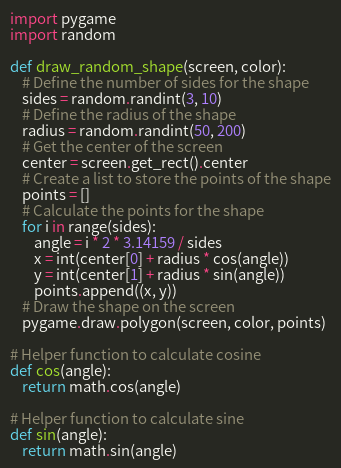 import pygame
import random

def draw_random_shape(screen, color):
    # Define the number of sides for the shape
    sides = random.randint(3, 10)
    # Define the radius of the shape
    radius = random.randint(50, 200)
    # Get the center of the screen
    center = screen.get_rect().center
    # Create a list to store the points of the shape
    points = []
    # Calculate the points for the shape
    for i in range(sides):
        angle = i * 2 * 3.14159 / sides
        x = int(center[0] + radius * cos(angle))
        y = int(center[1] + radius * sin(angle))
        points.append((x, y))
    # Draw the shape on the screen
    pygame.draw.polygon(screen, color, points)

# Helper function to calculate cosine
def cos(angle):
    return math.cos(angle)

# Helper function to calculate sine
def sin(angle):
    return math.sin(angle)